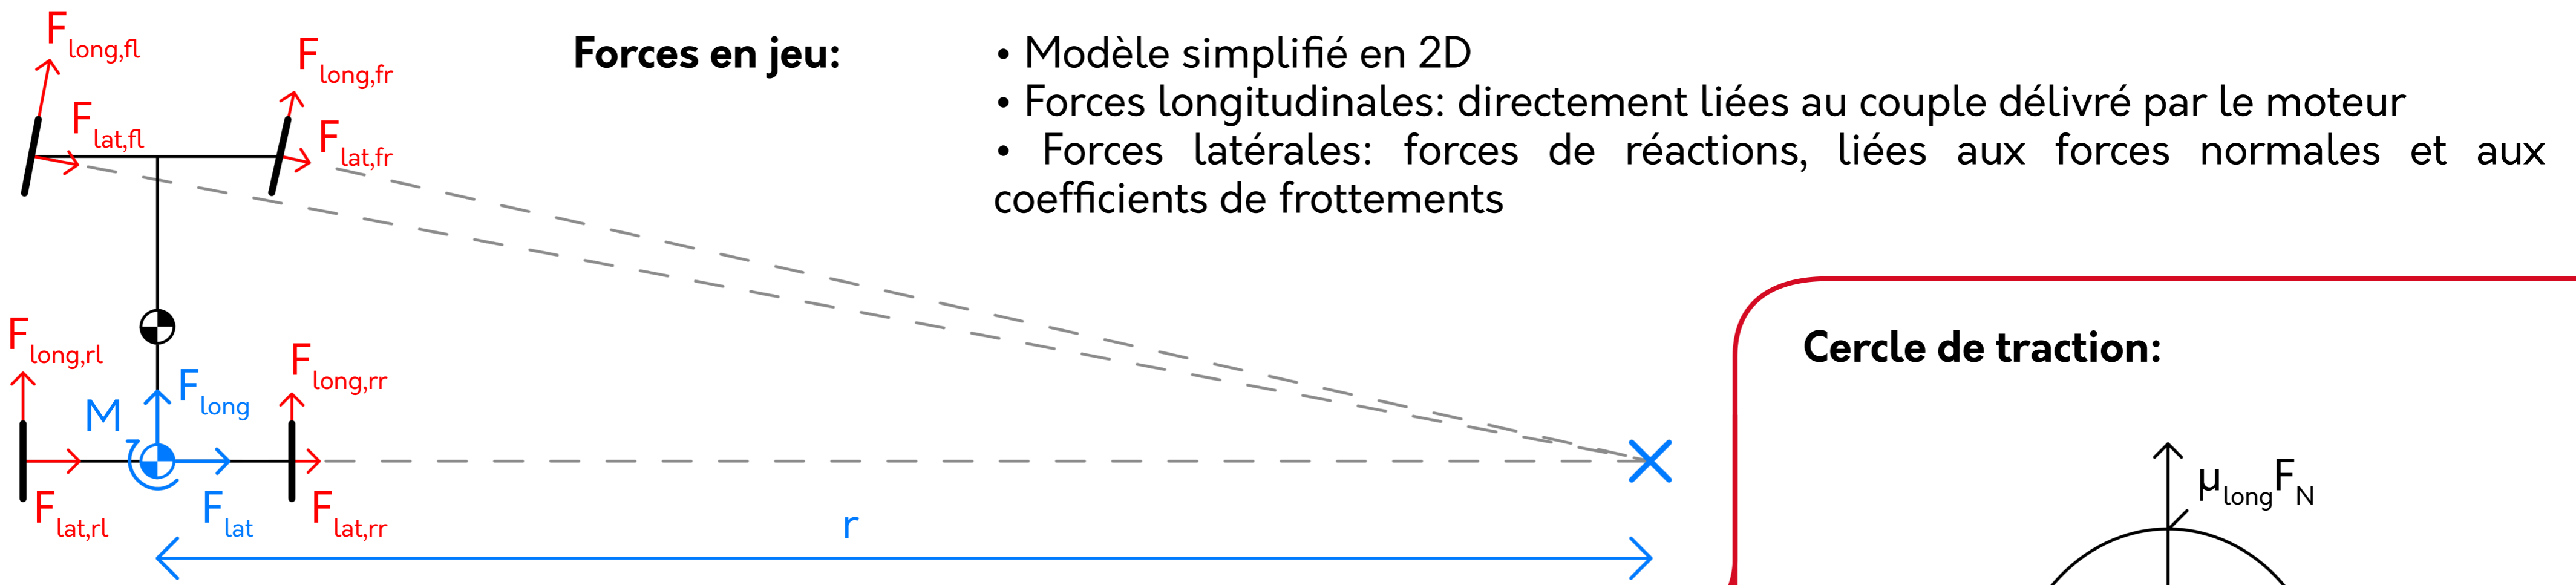 F long,fl
F long,fr
F lat,fl
F lat,fr
Forces en jeu:
• Modèle simplifié en 2D
• Forces longitudinales: directement liées au couple délivré par le moteur
• Forces latérales: forces de réactions, liées aux forces normales et aux
coefficients de frottements
F long,rl
F long,rr
M
F long
F lat,rl
F lat
F lat,rr
r
Cercle de traction:
μ long F N